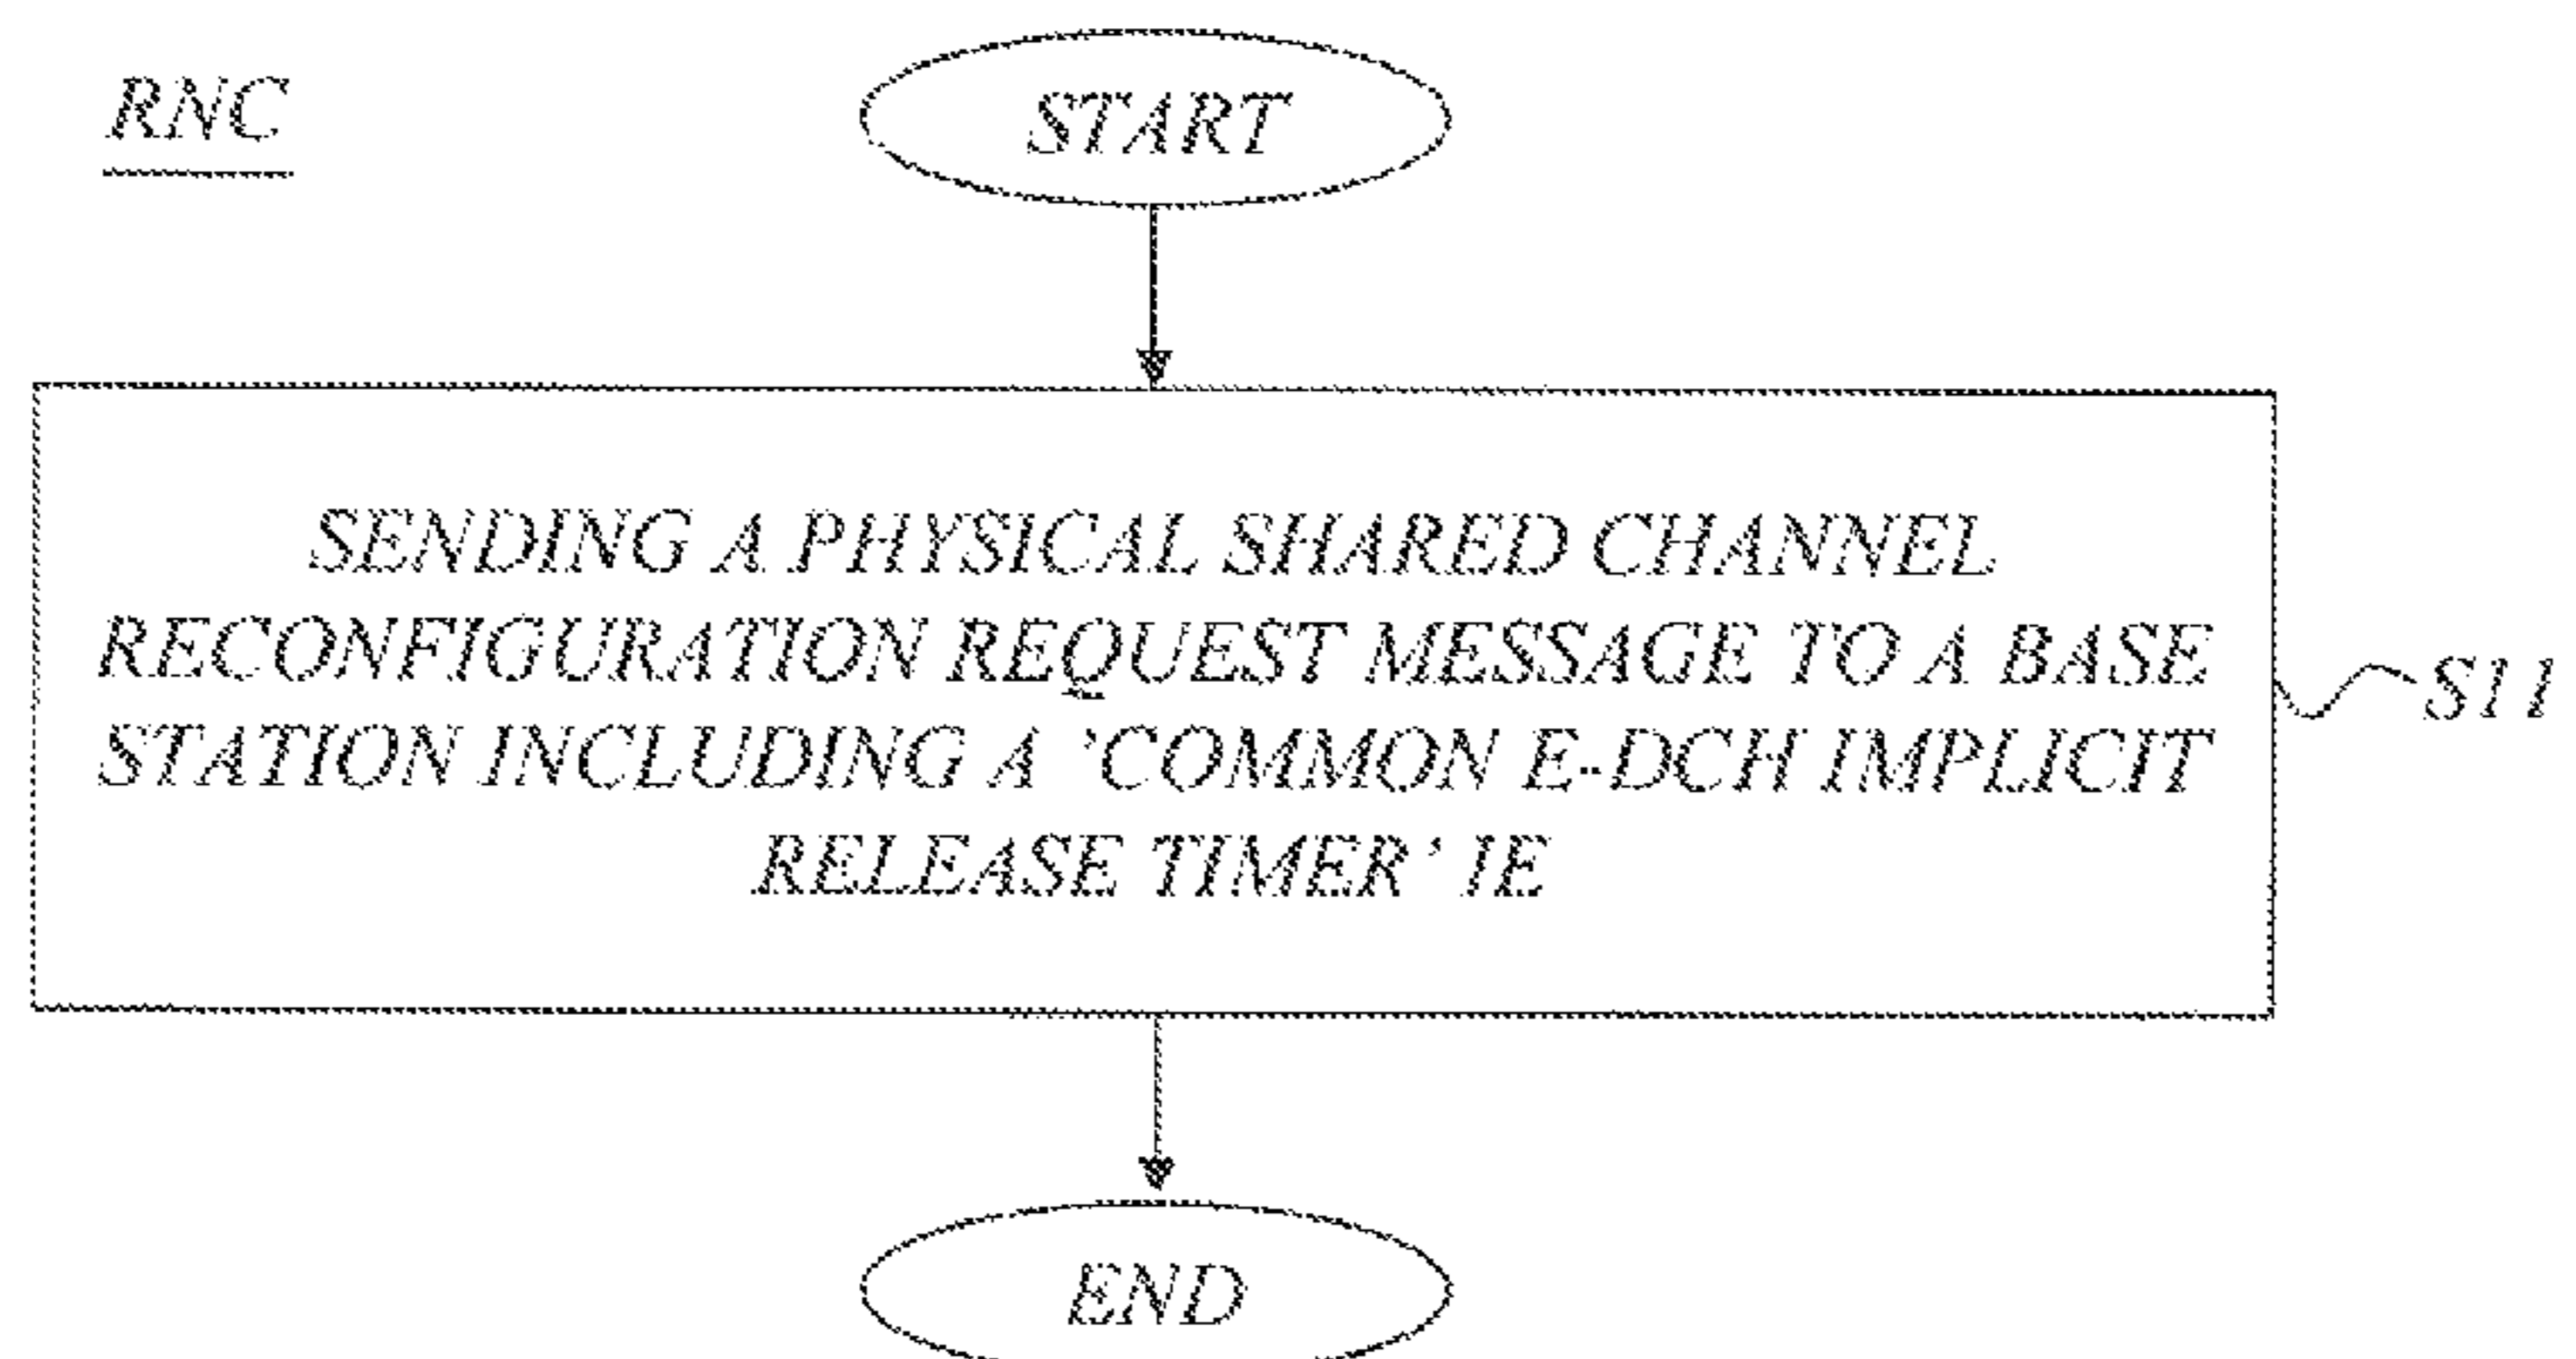 RNC
START
SENDING A PHYSICAL SHARED CHANNEL
RECONFIGURATION REQUEST MESSAGE TO A BASE
STATION INCLUDING A 'COMMON E-DCH IMPLICIT
RELEASE TIMER' IE
S11
END